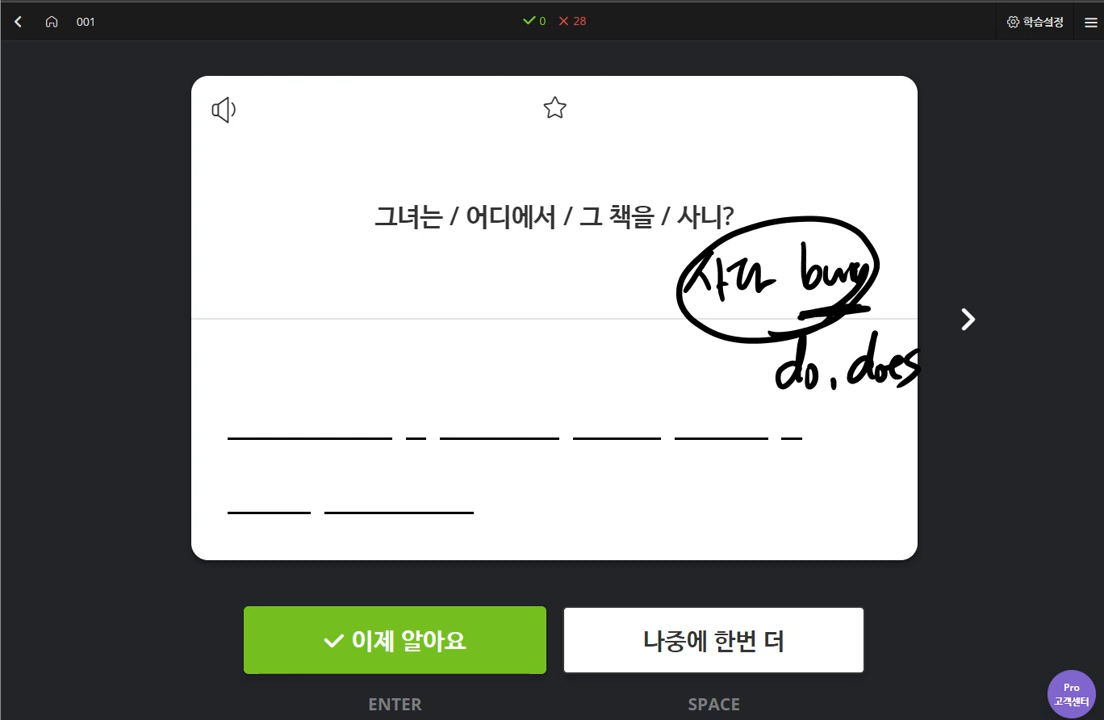 001
0
28
학습설정
그녀는 / 어디에서 / 그 책을 / 사니?
사다 buy
do, does
이제 알아요
나중에 한번 더
ENTER
SPACE
Pro
고객센터